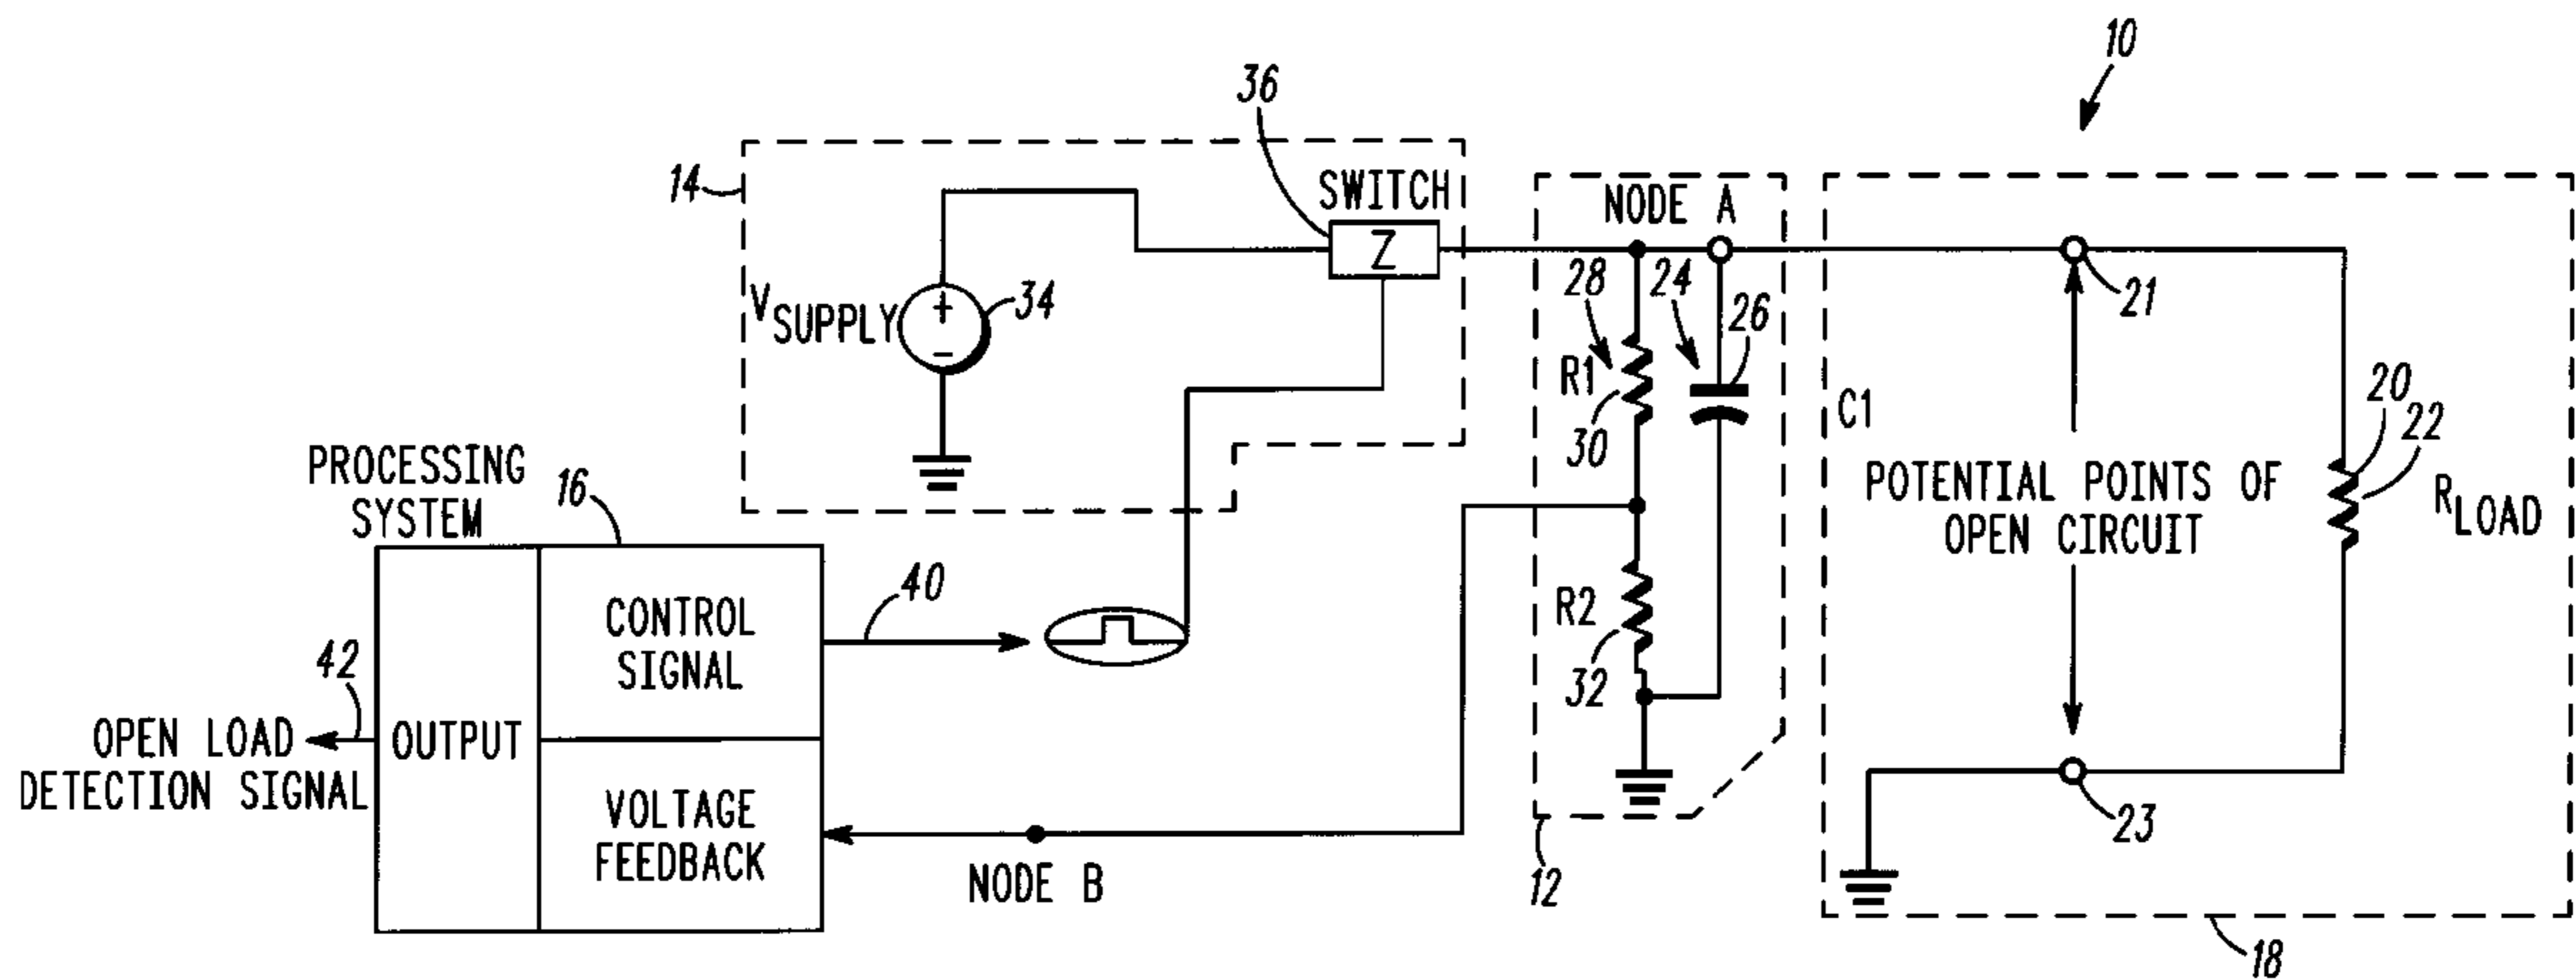 10
36
14
SWITCH
Z
NODE A
VSUPPLY
+
-
34
28
24
26
21
R1
30
C1
20
22
RLOAD
POTENTIAL POINTS OF
OPEN CIRCUIT
PROCESSING
SYSTEM
16
CONTROL
SIGNAL
40
R2
32
42
OPEN LOAD
DETECTION SIGNAL
OUTPUT
VOLTAGE
FEEDBACK
NODE B
12
23
18